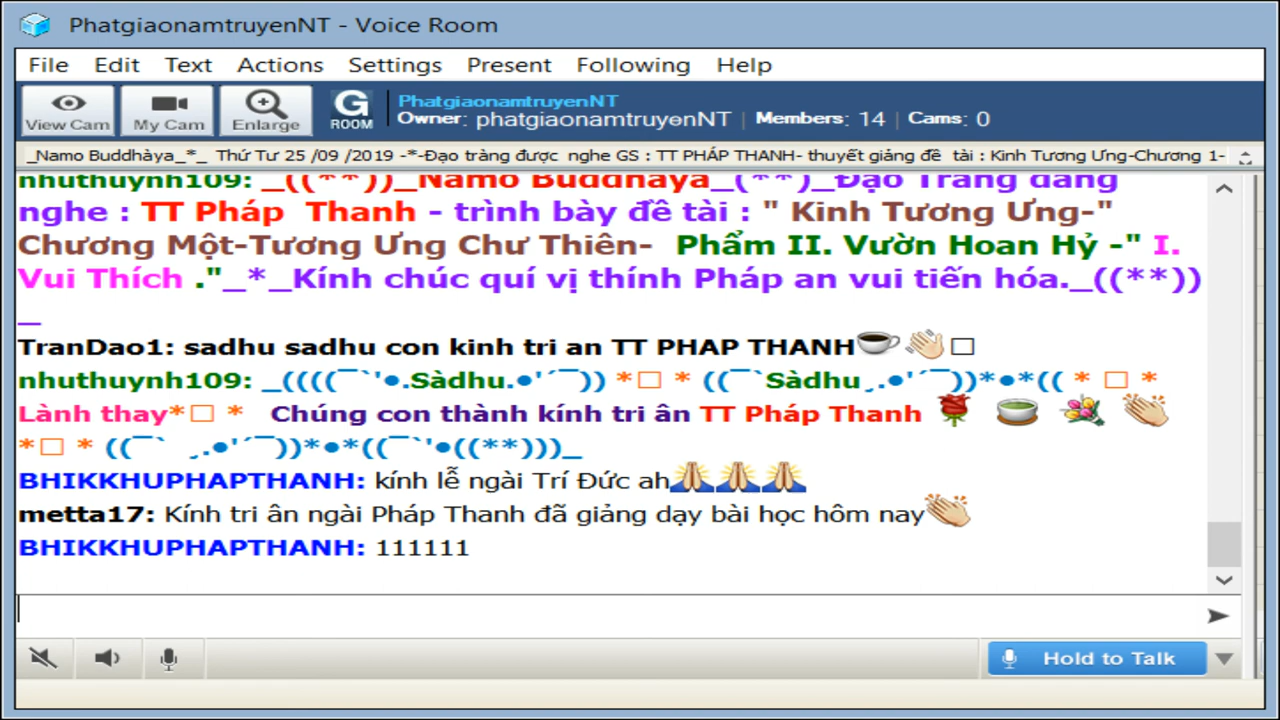 PhatgiaonamtruyenNT - Voice Room
File Edit Text Actions Settings Present Following Help
View Cam My Cam Enlarge G ROOM
PhatgiaonamtruyenNT
Owner: phatgiaonamtruyenNT | Members: 14 | Cams: 0
_Namo Buddhàya_*_ Thứ Tư 25 /09 /2019 -*-Đạo tràng được nghe GS : TT PHÁP THANH- thuyết giảng đề tài : Kinh Tương Ưng-Chương 1-
nhuthuynh109: _((**))_Namo Buddhaya_(**)_Đạo Tràng đang
nghe : TT Pháp Thanh - trình bày đề tài : " Kinh Tương Ưng-"
Chương Một-Tương Ưng Chư Thiên- Phẩm II. Vườn Hoan Hỷ -" I.
Vui Thích ."_*_Kính chúc quí vị thính Pháp an vui tiến hóa._((**))
_
TranDao1: sadhu sadhu con kinh tri an TT PHAP THANH☕👏□
nhuthuynh109: _((((¯`'●.Sàdhu.●'´¯)) *□ * ((¯`Sàdhu¸.●'´¯))*●*(( * □ *
Lành thay*□ * Chúng con thành kính tri ân TT Pháp Thanh 🌹 🍵 💐 👏
*□ * ((¯` ¸.●'´¯))*●*((¯`'●((**)))_
BHIKKHUPHAPTHANH: kính lễ ngài Trí Đức ah🙏🙏🙏
metta17: Kính tri ân ngài Pháp Thanh đã giảng dạy bài học hôm nay👏
BHIKKHUPHAPTHANH: 111111
Hold to Talk